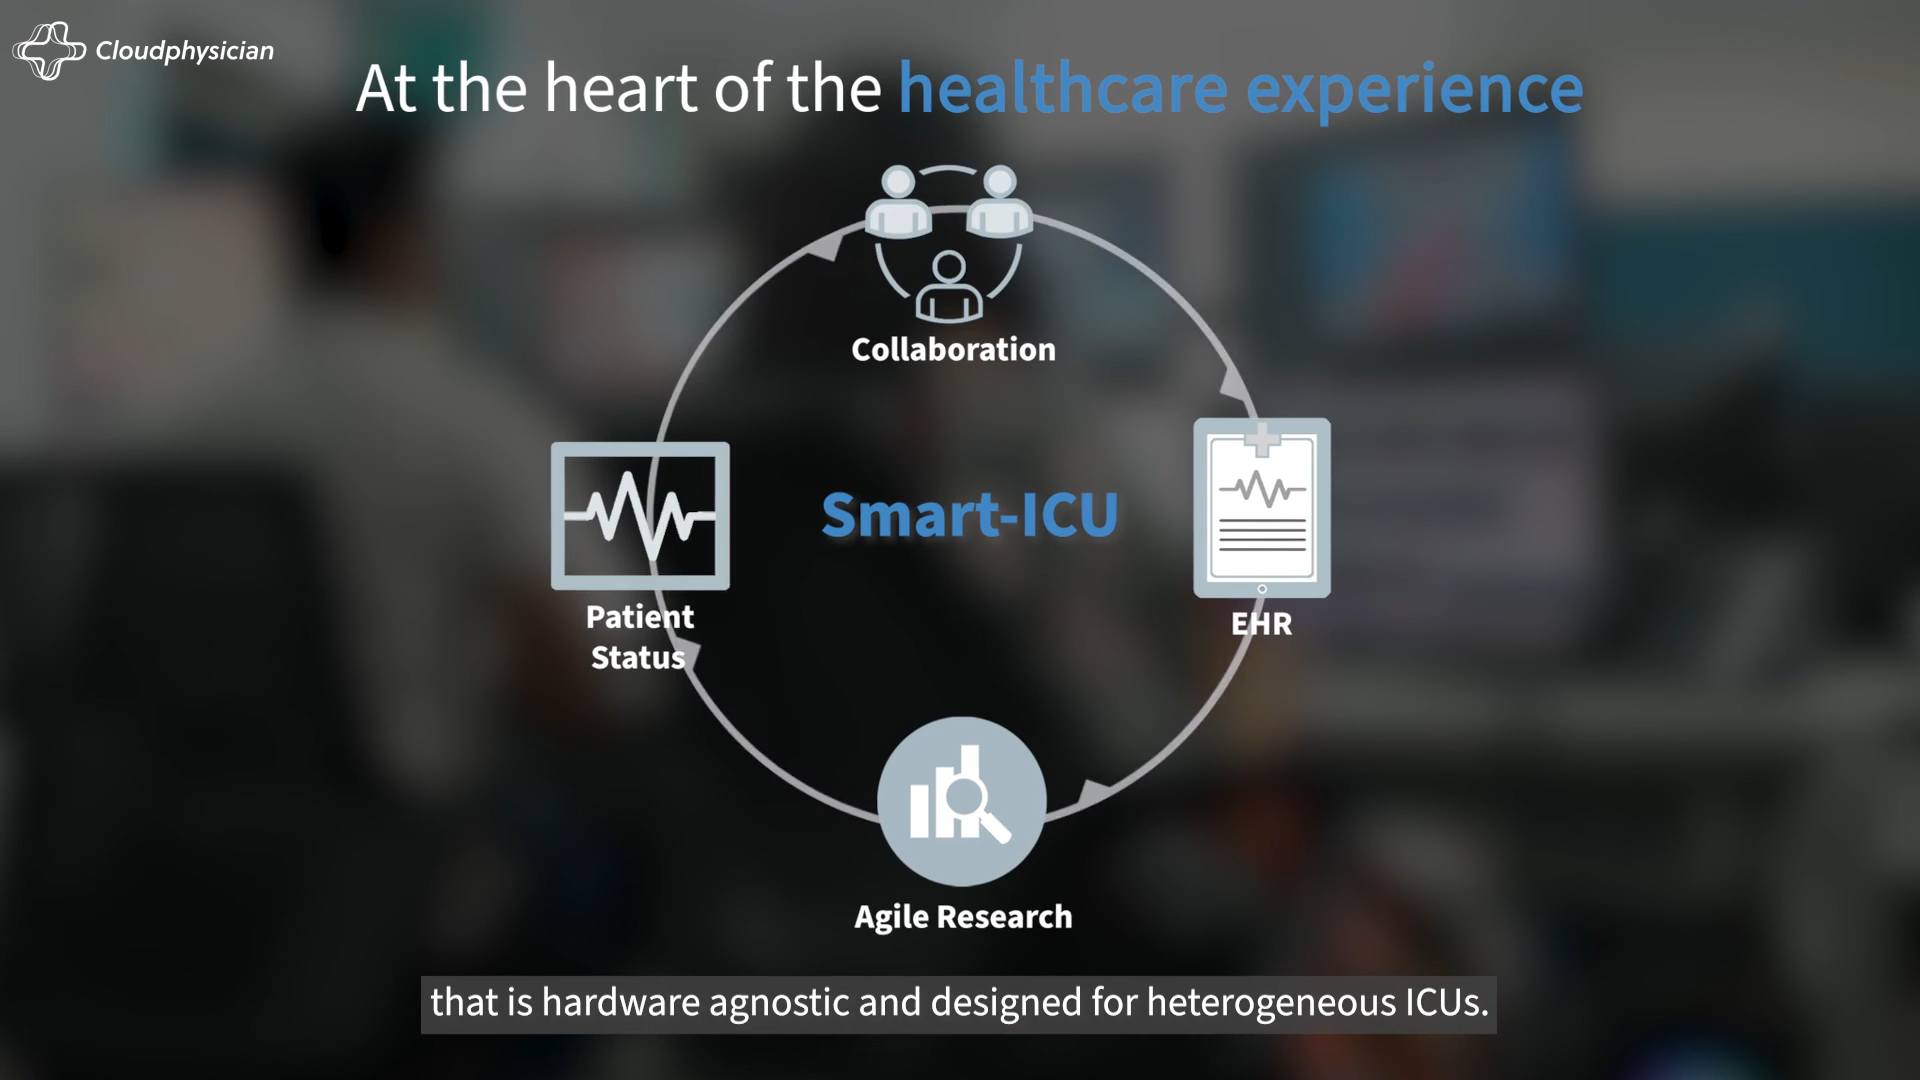 Cloudphysician
At the heart of the healthcare experience
Collaboration
Smart-ICU
Patient
Status
EHR
Agile Research
that is hardware agnostic and designed for heterogeneous ICUs.